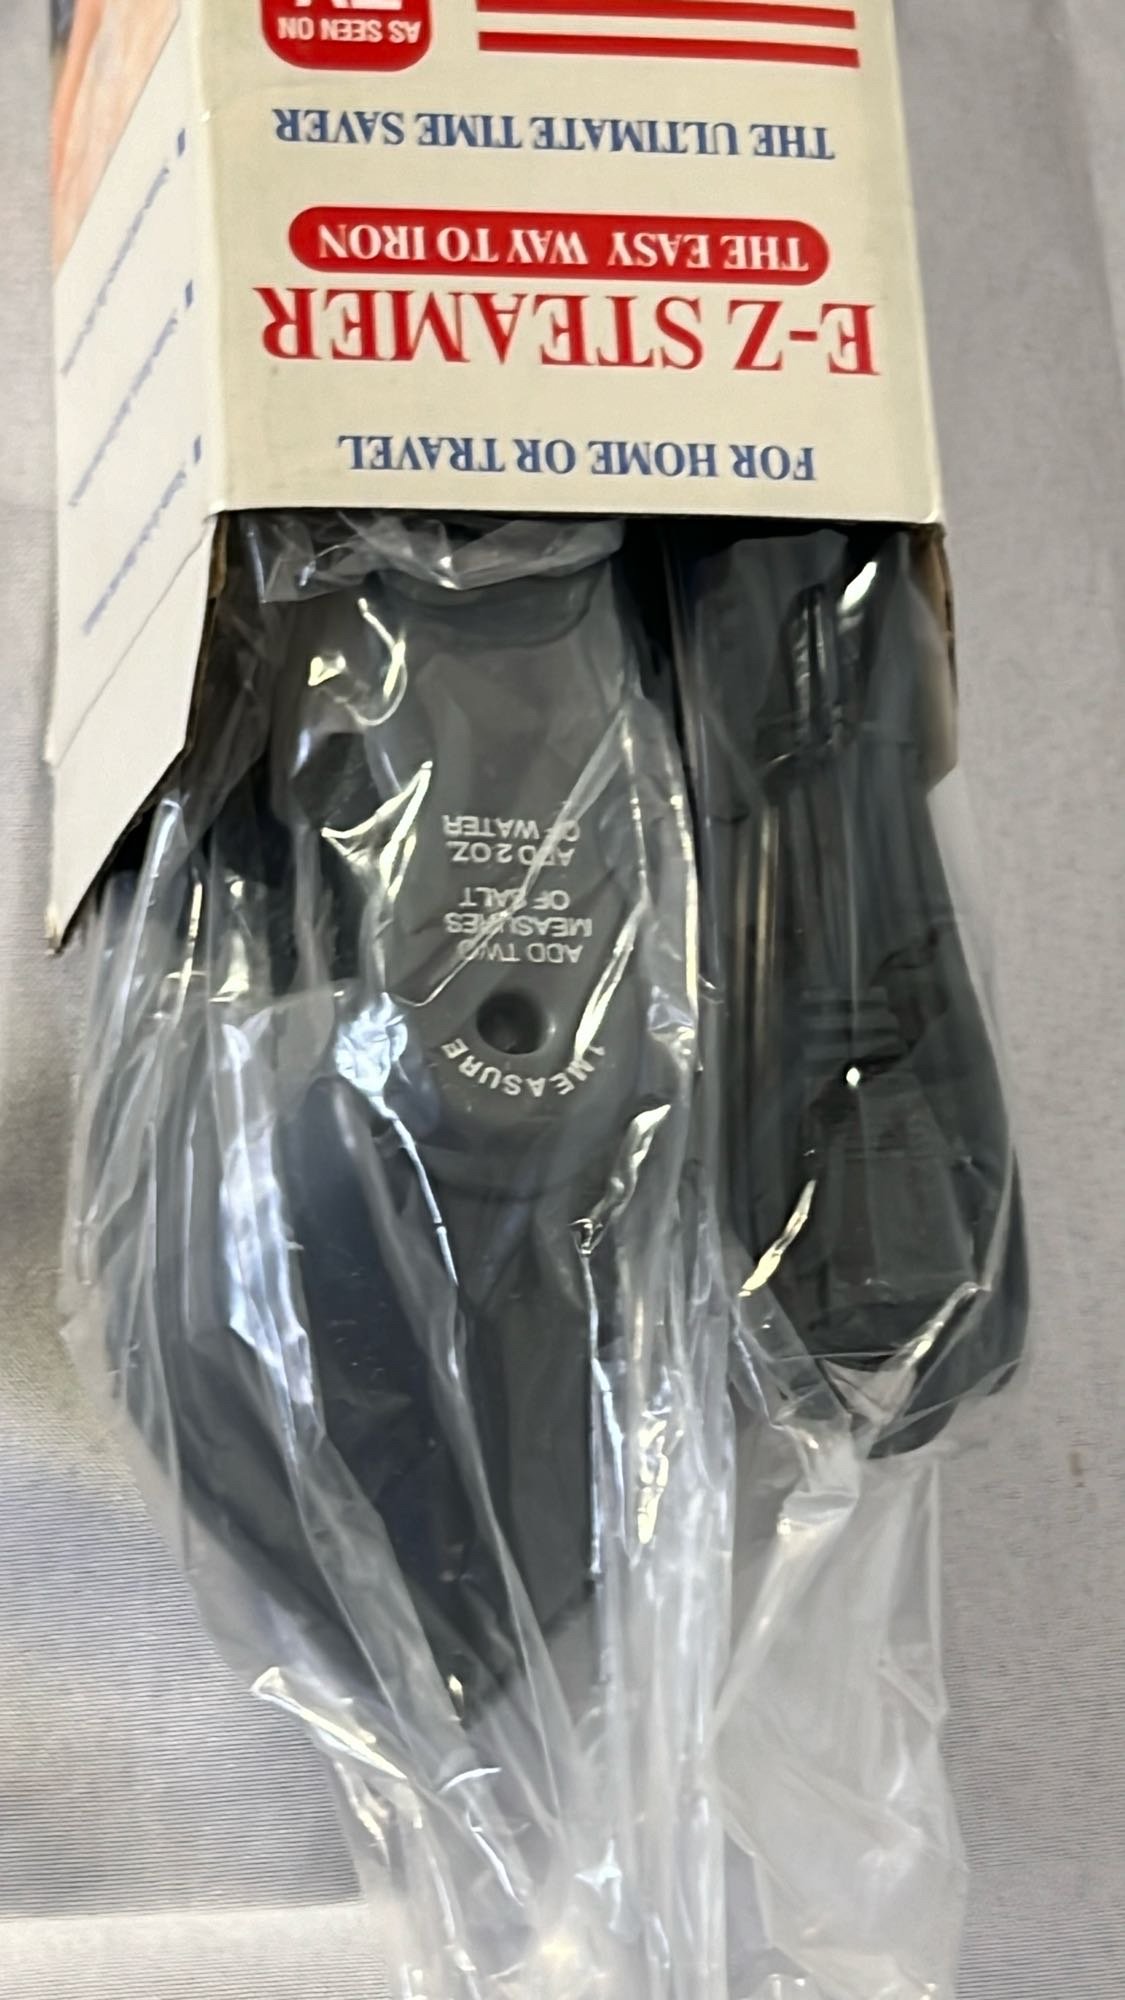 FOR HOME OR TRAVEL
E-Z STEAMER
THE EASY WAY TO IRON
THE ULTIMATE TIME SAVER
AS SEEN ON
1 MEASURE
ADD TWO
MEASURES
OF SALT
ADD 2 OZ.
OF WATER